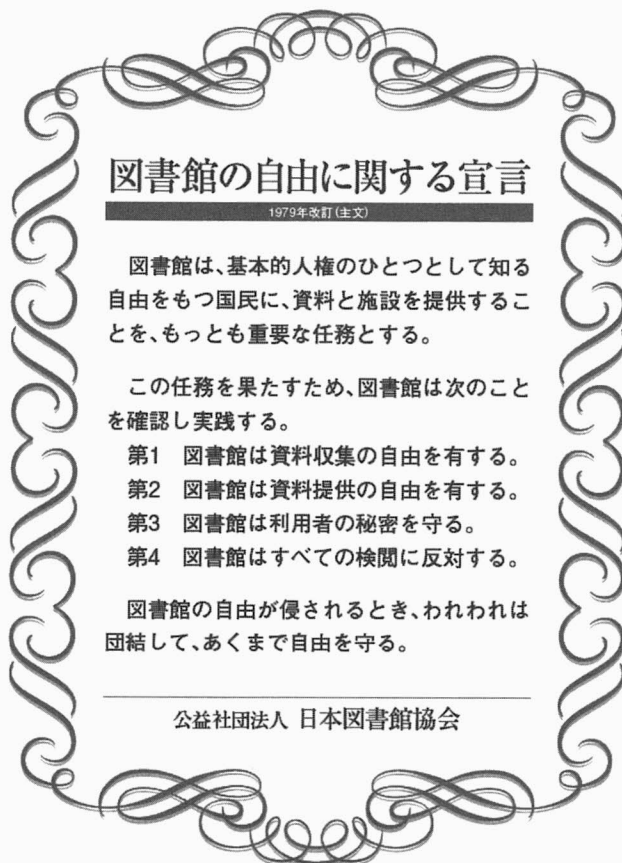 図書館の自由に関する宣言
1979年改訂(主文)
図書館は、基本的人権のひとつとして知る
自由をもつ国民に、資料と施設を提供するこ
とを、もっとも重要な任務とする。
この任務を果たすため、図書館は次のこと
を確認し実践する。
第1　図書館は資料収集の自由を有する。
第2　図書館は資料提供の自由を有する。
第3　図書館は利用者の秘密を守る。
第4　図書館はすべての検閲に反対する。
図書館の自由が侵されるとき、われわれは
団結して、あくまで自由を守る。
公益社団法人 日本図書館協会